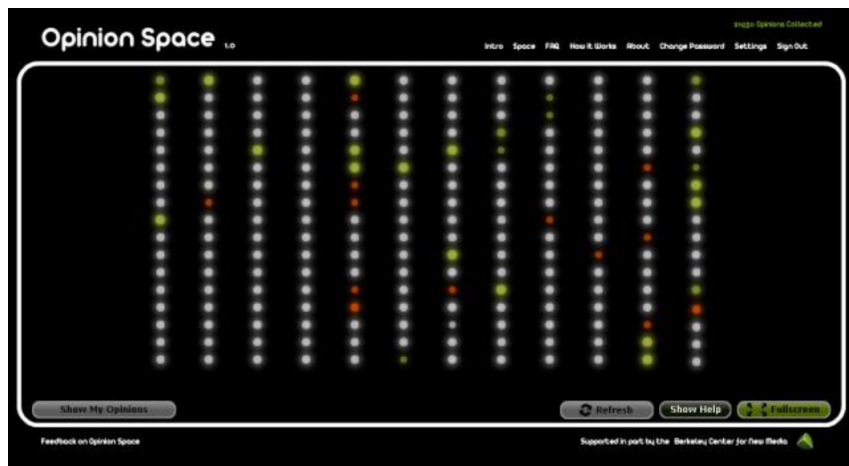 Opinion Space 1.0
Opinions Collected
Intro Space FAQ How it Works About Change Password Settings Sign Out
Show My Opinions
Refresh
Show Help
Fullscreen
Feedback on Opinion Space
Supported in part by the Berkeley Center for New Media